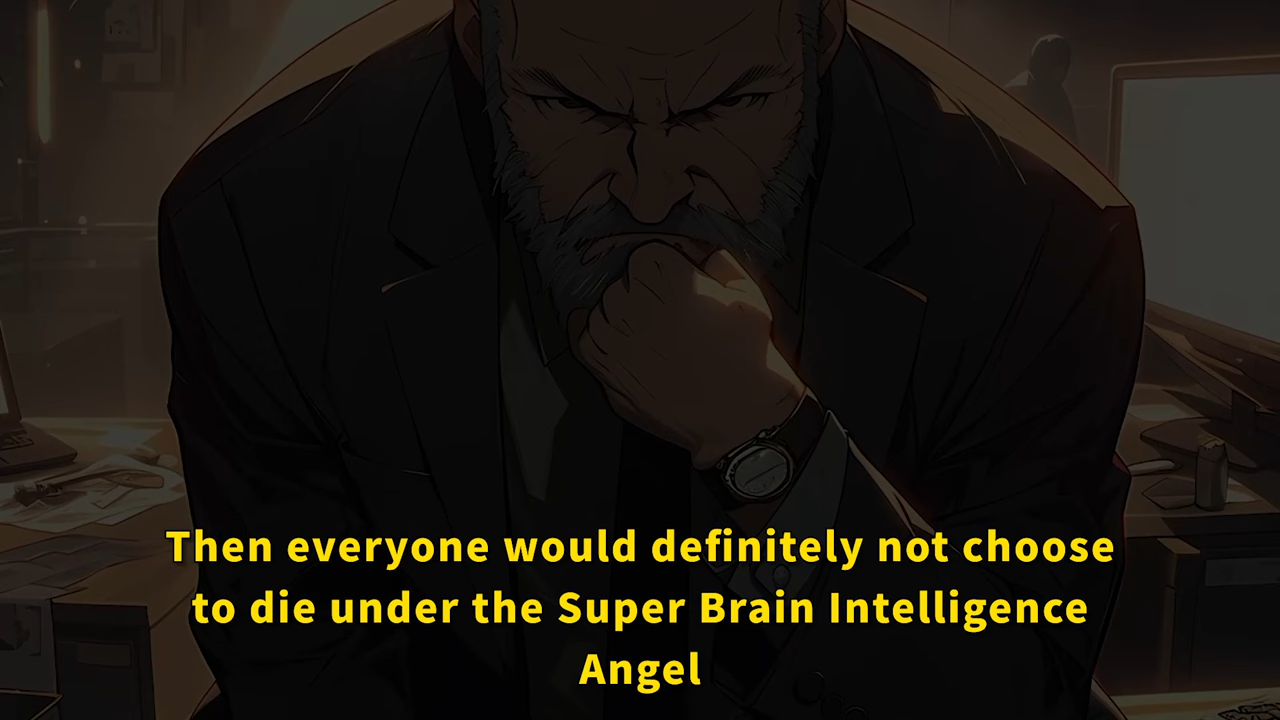 Then everyone would definitely not choose
to die under the Super Brain Intelligence
Angel